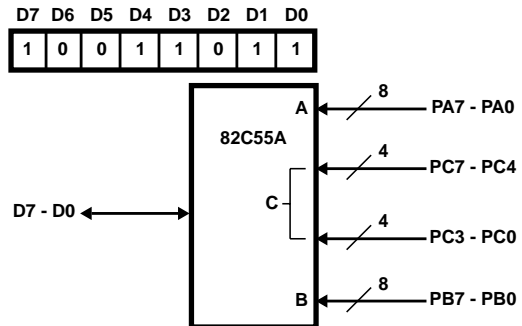 D7 D6 D5 D4 D3 D2 D1 D0
1 0 0 1 1 0 1 1
A
8
PA7 - PA0
82C55A
4
PC7 - PC4
D7 - D0
C
4
PC3 - PC0
B
8
PB7 - PB0